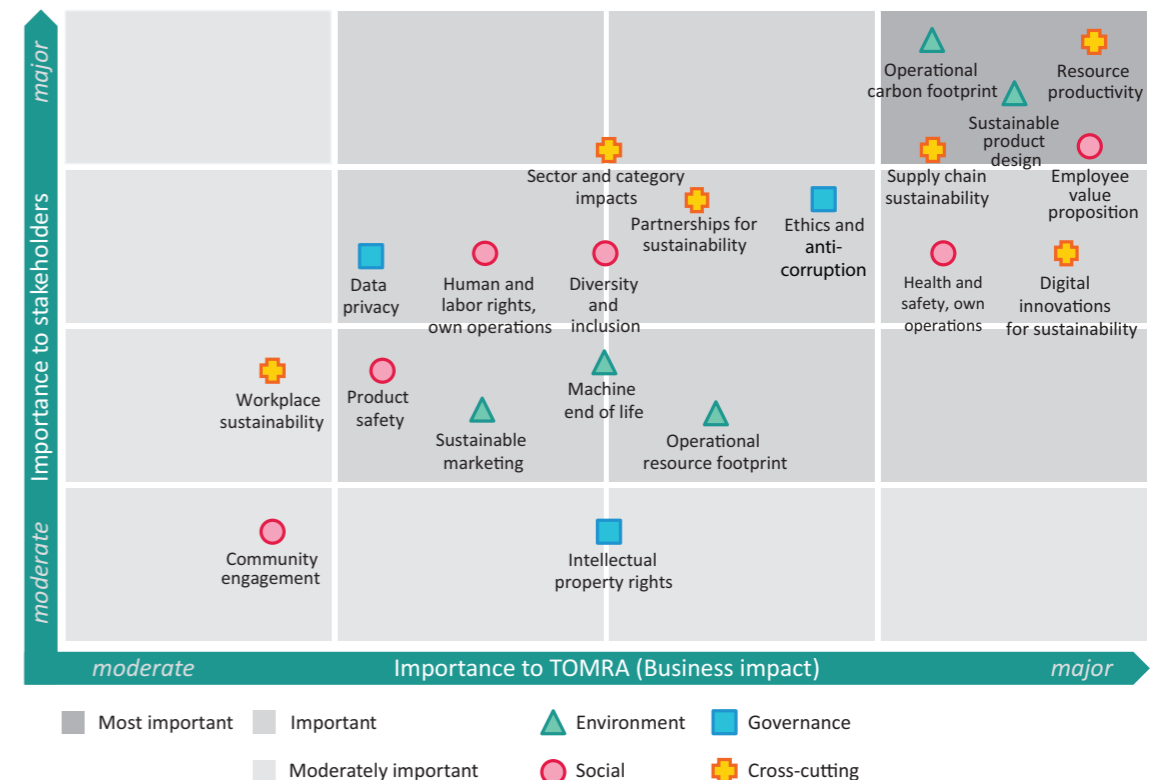 major
Importance to stakeholders
moderate
Operational
carbon footprint
Resource
productivity
Sustainable
product
design
Sector and category
impacts
Supply chain
sustainability
Employee
value
proposition
Partnerships for
sustainability
Ethics and
anti-
corruption
Data
privacy
Human and
labor rights,
own operations
Diversity
and
inclusion
Health and
safety, own
operations
Digital
innovations
for sustainability
Workplace
sustainability
Product
safety
Sustainable
marketing
Machine
end of life
Operational
resource footprint
Community
engagement
Intellectual
property rights
moderate
Importance to TOMRA (Business impact)
major
Most important
Important
Environment
Governance
Moderately important
Social
Cross-cutting